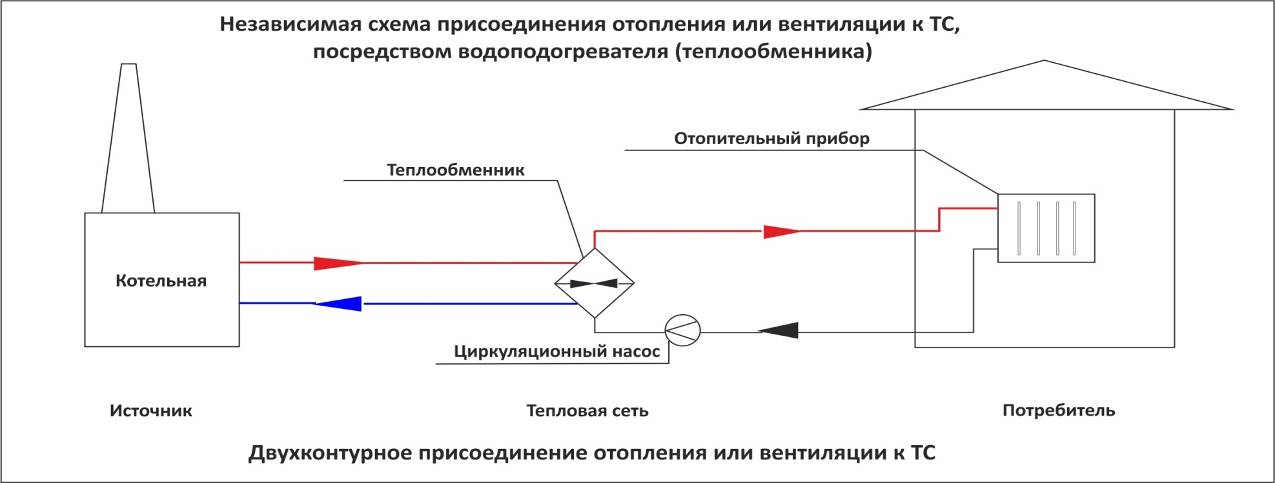 Независимая схема присоединения отопления или вентиляции к ТС,
посредством водоподогревателя (теплообменника)
Отопительный прибор
Теплообменник
Котельная
Циркуляционный насос
Источник
Тепловая сеть
Потребитель
Двухконтурное присоединение отопления или вентиляции к ТС